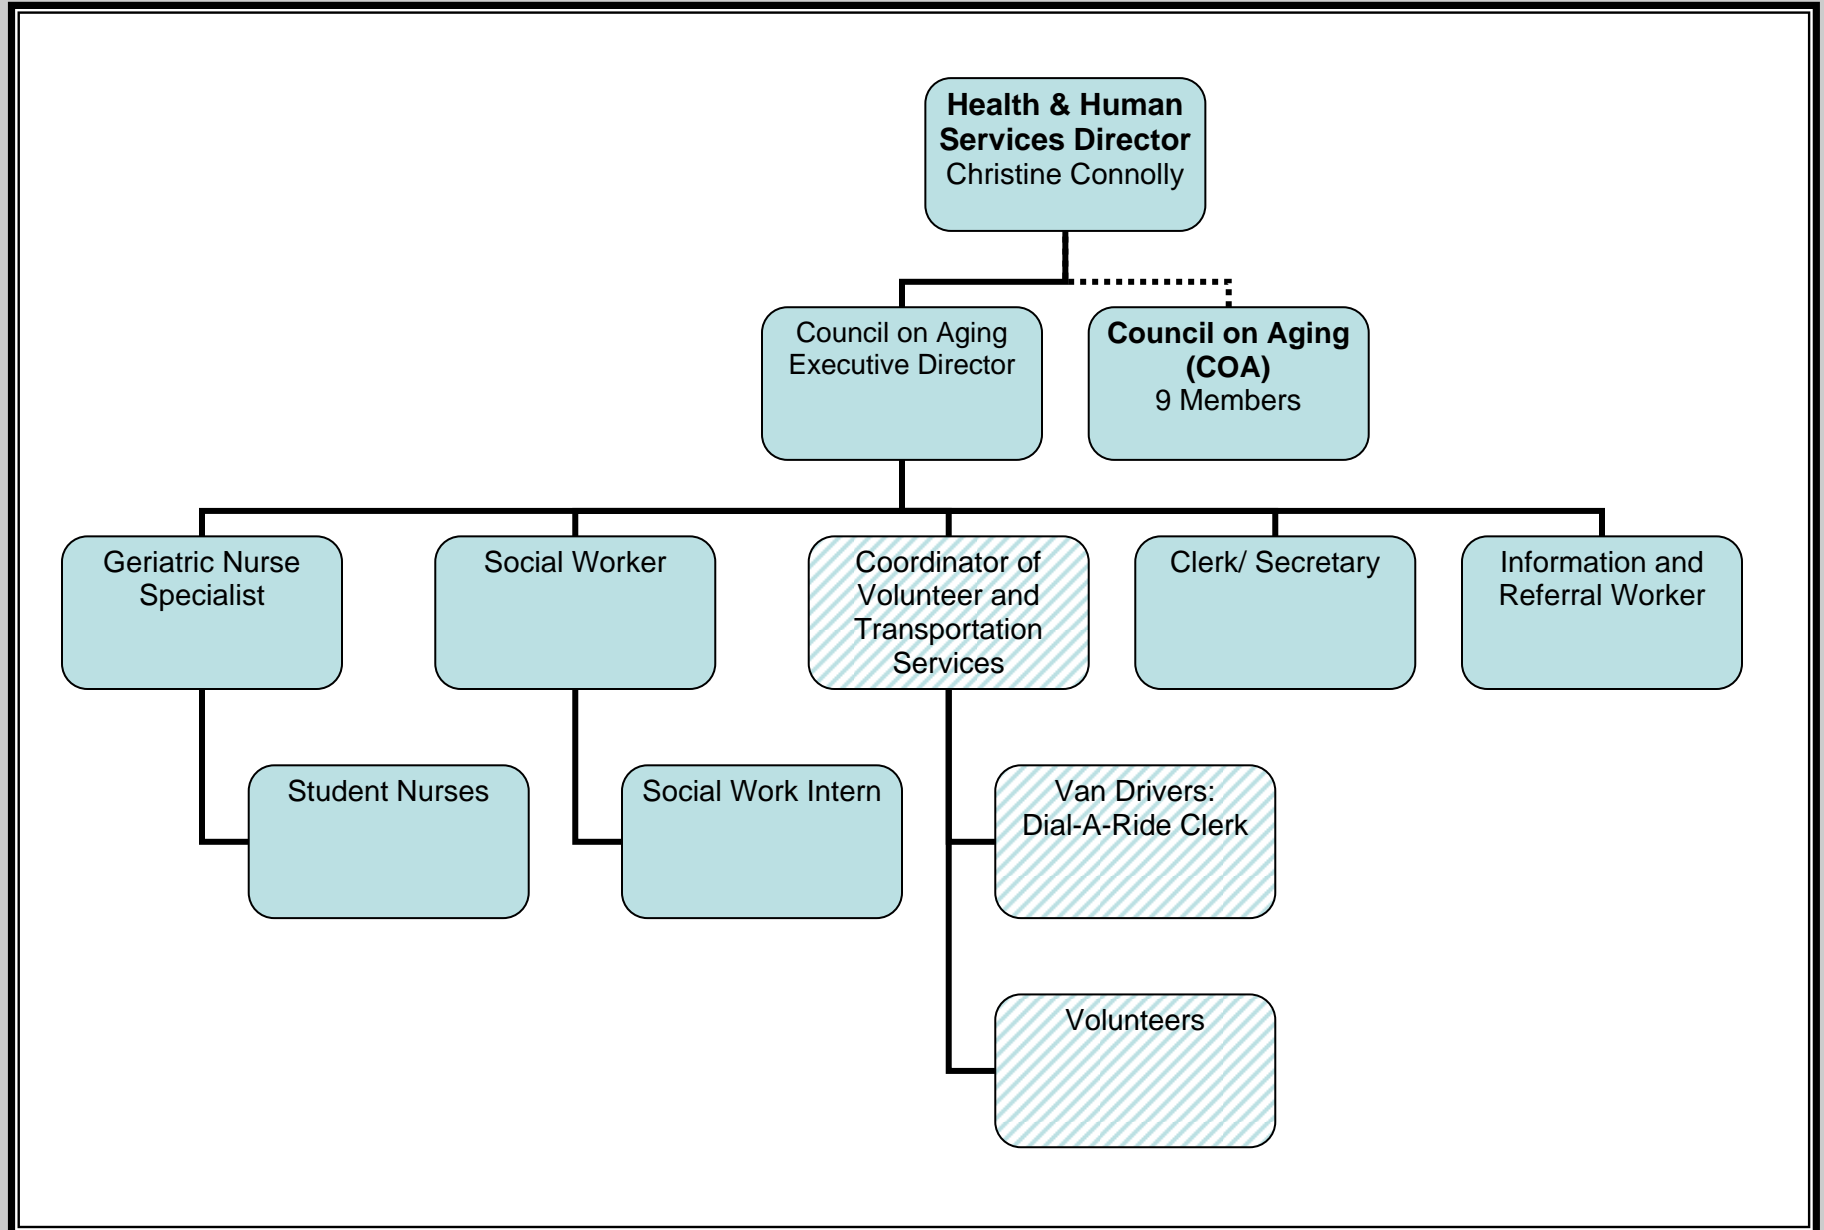 Health & Human
Services Director
Christine Connolly
Council on Aging
Executive Director
Council on Aging
(COA)
9 Members
Geriatric Nurse
Specialist
Social Worker
Coordinator of
Volunteer and
Transportation
Services
Clerk/ Secretary
Information and
Referral Worker
Student Nurses
Social Work Intern
Van Drivers:
Dial-A-Ride Clerk
Volunteers